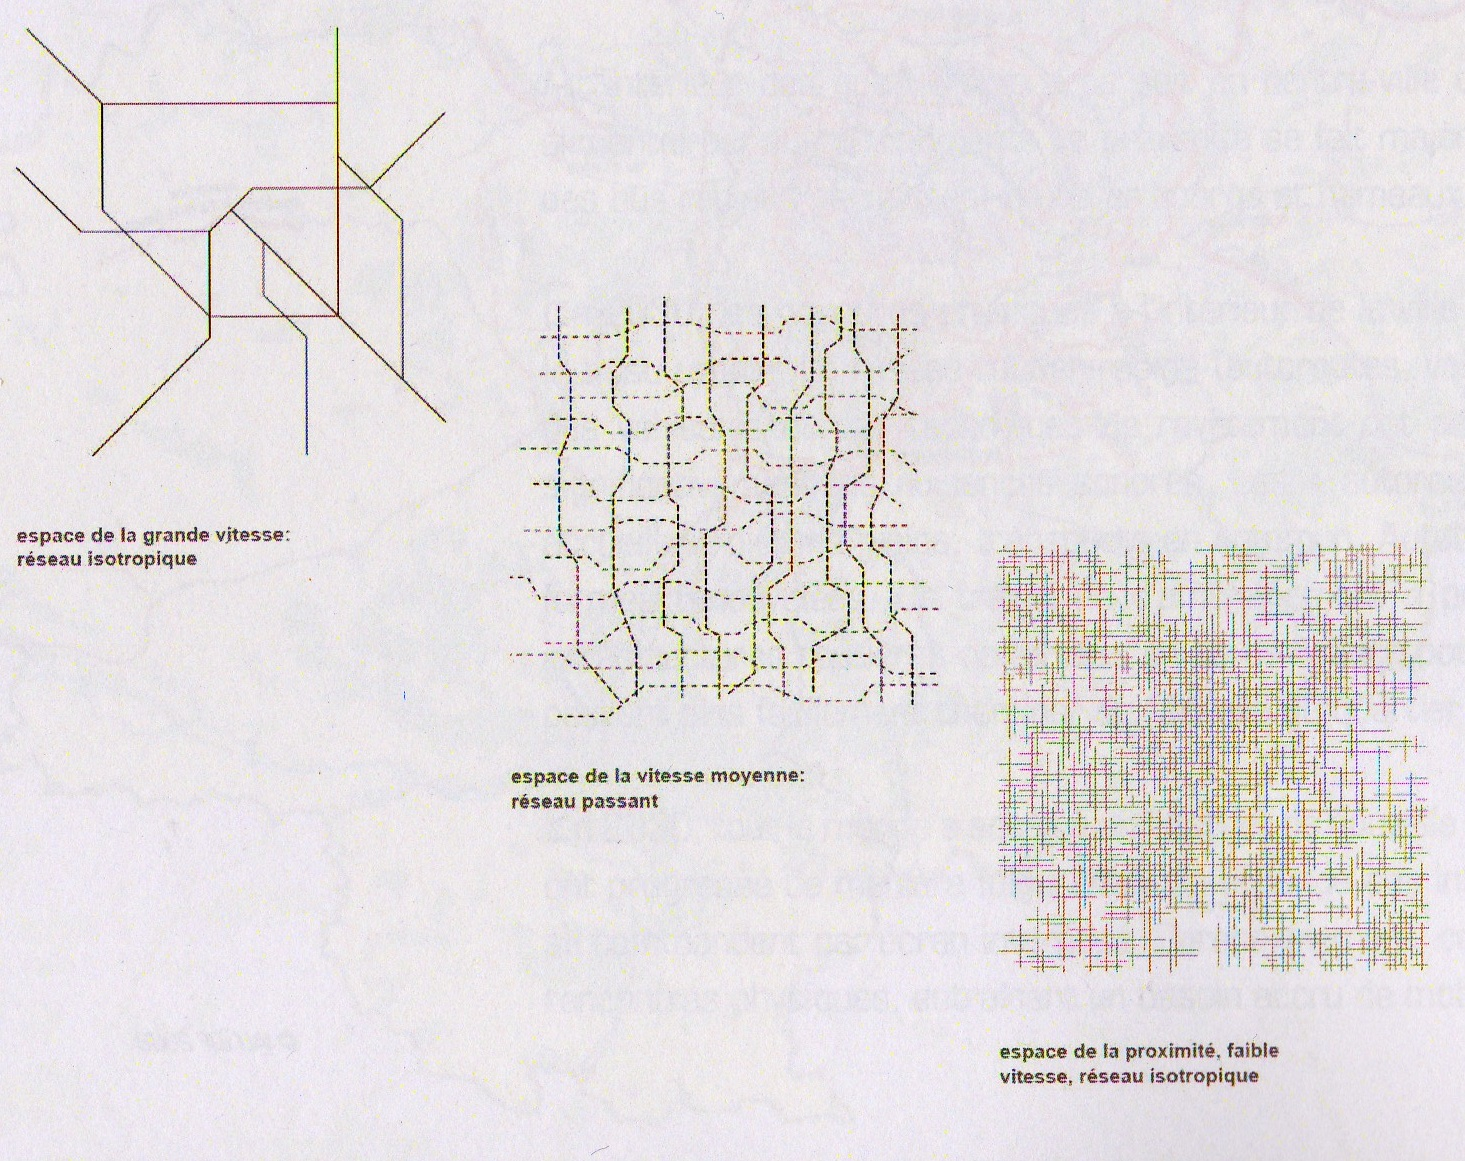 espace de la grande vitesse:
réseau isotropique
espace de la vitesse moyenne:
réseau passant
espace de la proximité, faible
vitesse, réseau isotropique